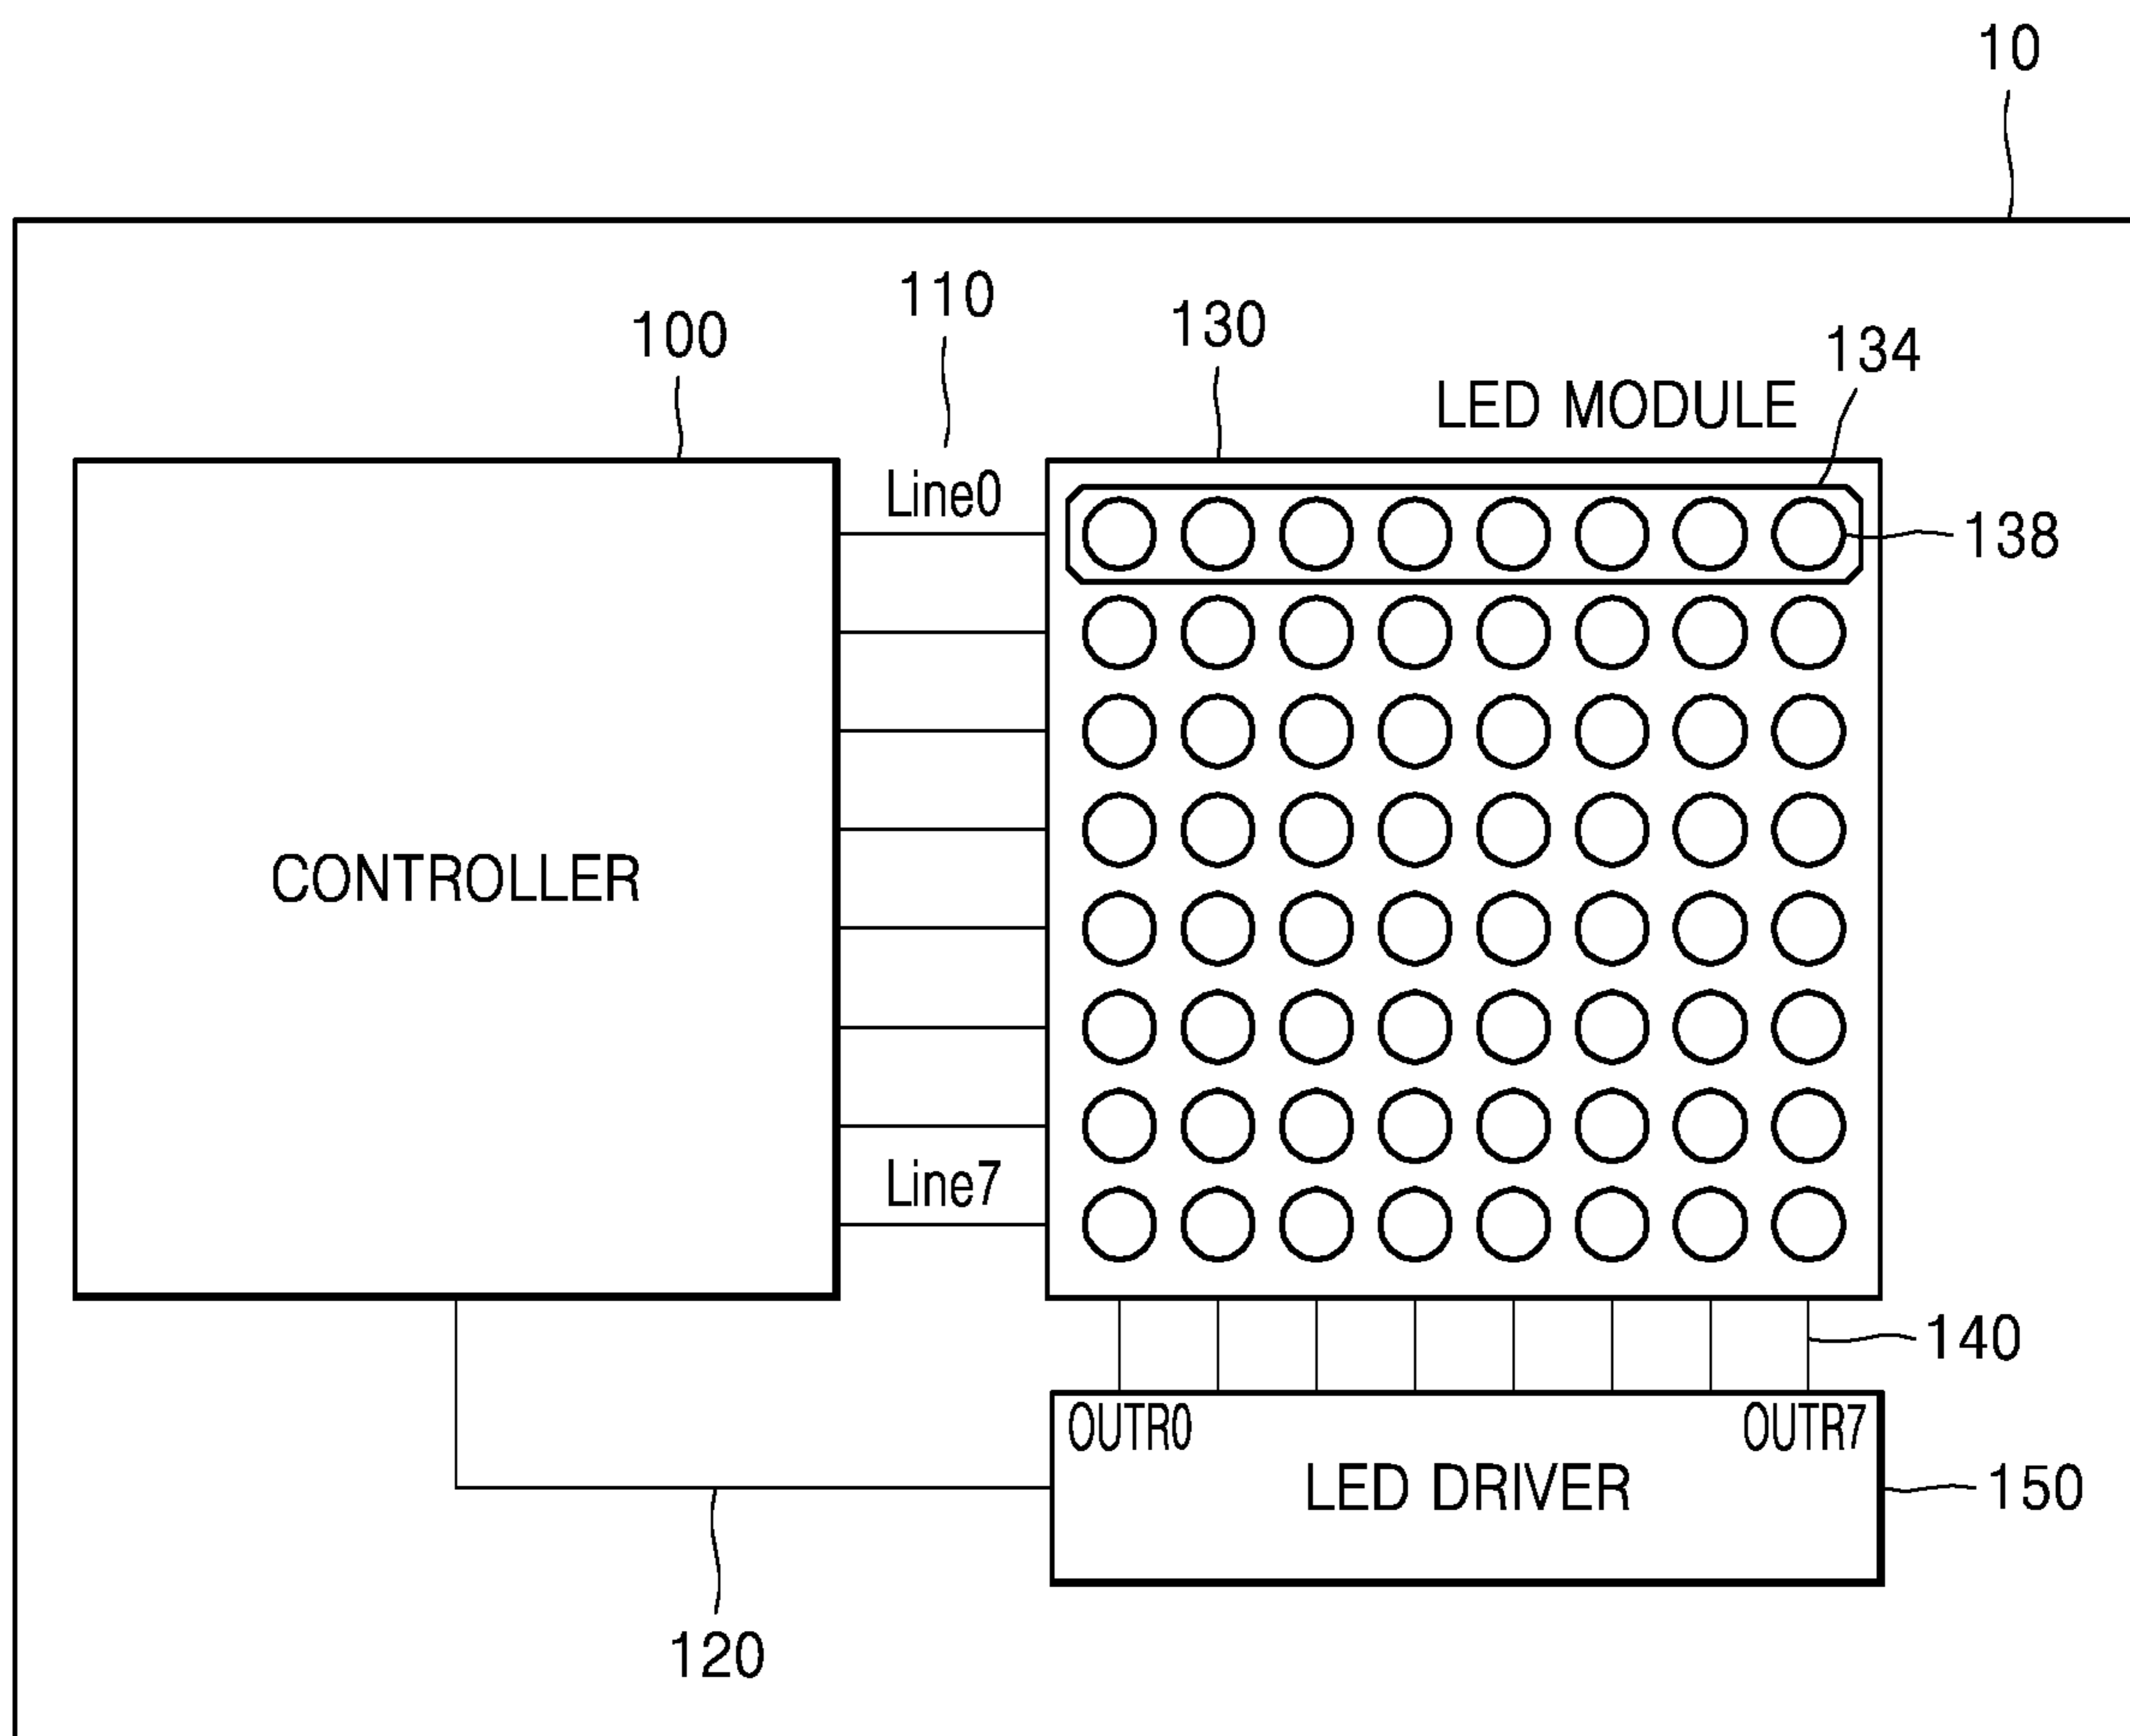 10
110
130
100
134
LED MODULE
Line0
138
CONTROLLER
Line7
140
OUTR0
OUTR7
LED DRIVER
150
120